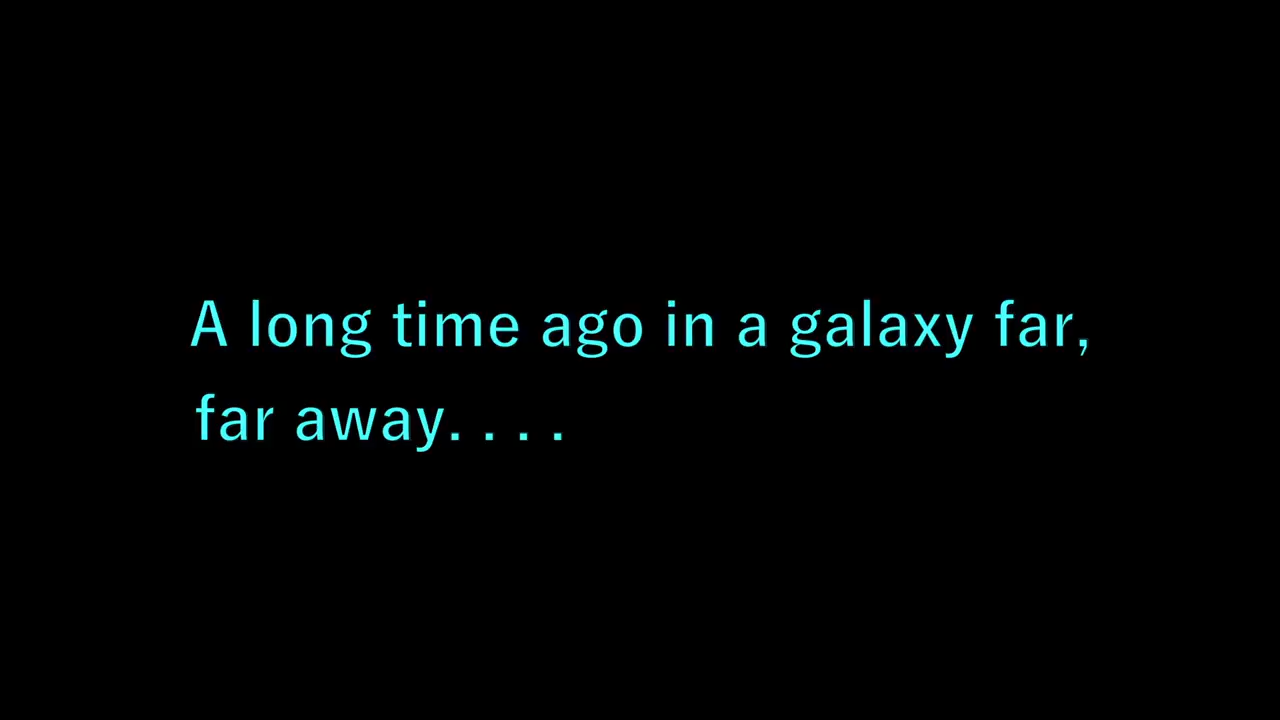 A long time ago in a galaxy far,
far away. . . .